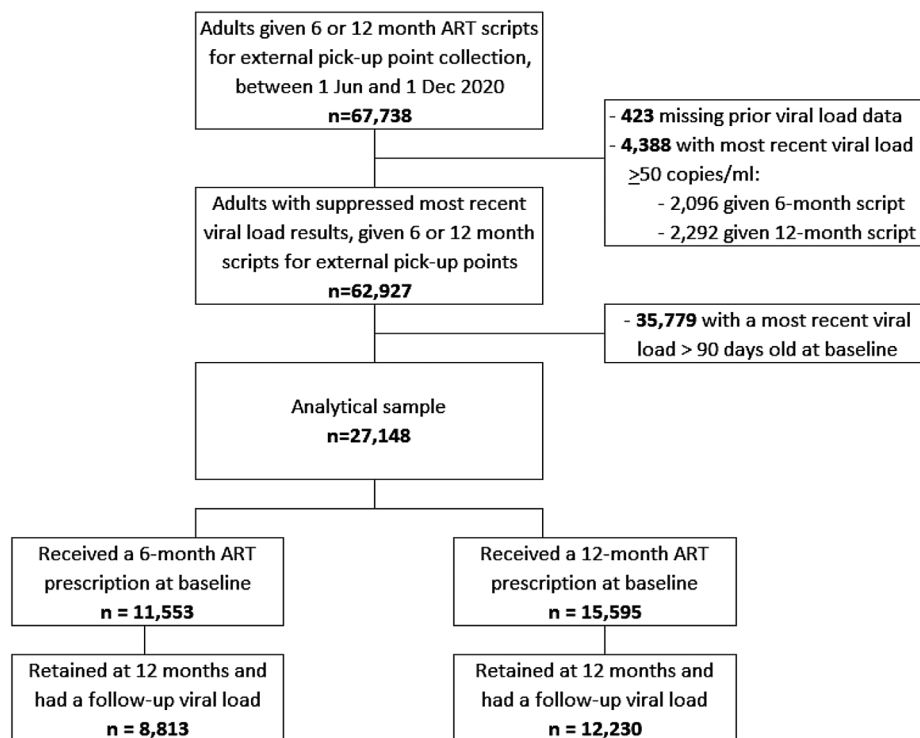 Adults given 6 or 12 month ART scripts
for external pick-up point collection,
between 1 Jun and 1 Dec 2020
n=67,738
- 423 missing prior viral load data
- 4,388 with most recent viral load
≥50 copies/ml:
- 2,096 given 6-month script
- 2,292 given 12-month script
Adults with suppressed most recent
viral load results, given 6 or 12 month
scripts for external pick-up points
n=62,927
- 35,779 with a most recent viral
load > 90 days old at baseline
Analytical sample
n=27,148
Received a 6-month ART
prescription at baseline
n = 11,553
Received a 12-month ART
prescription at baseline
n = 15,595
Retained at 12 months and
had a follow-up viral load
n = 8,813
Retained at 12 months and
had a follow-up viral load
n = 12,230